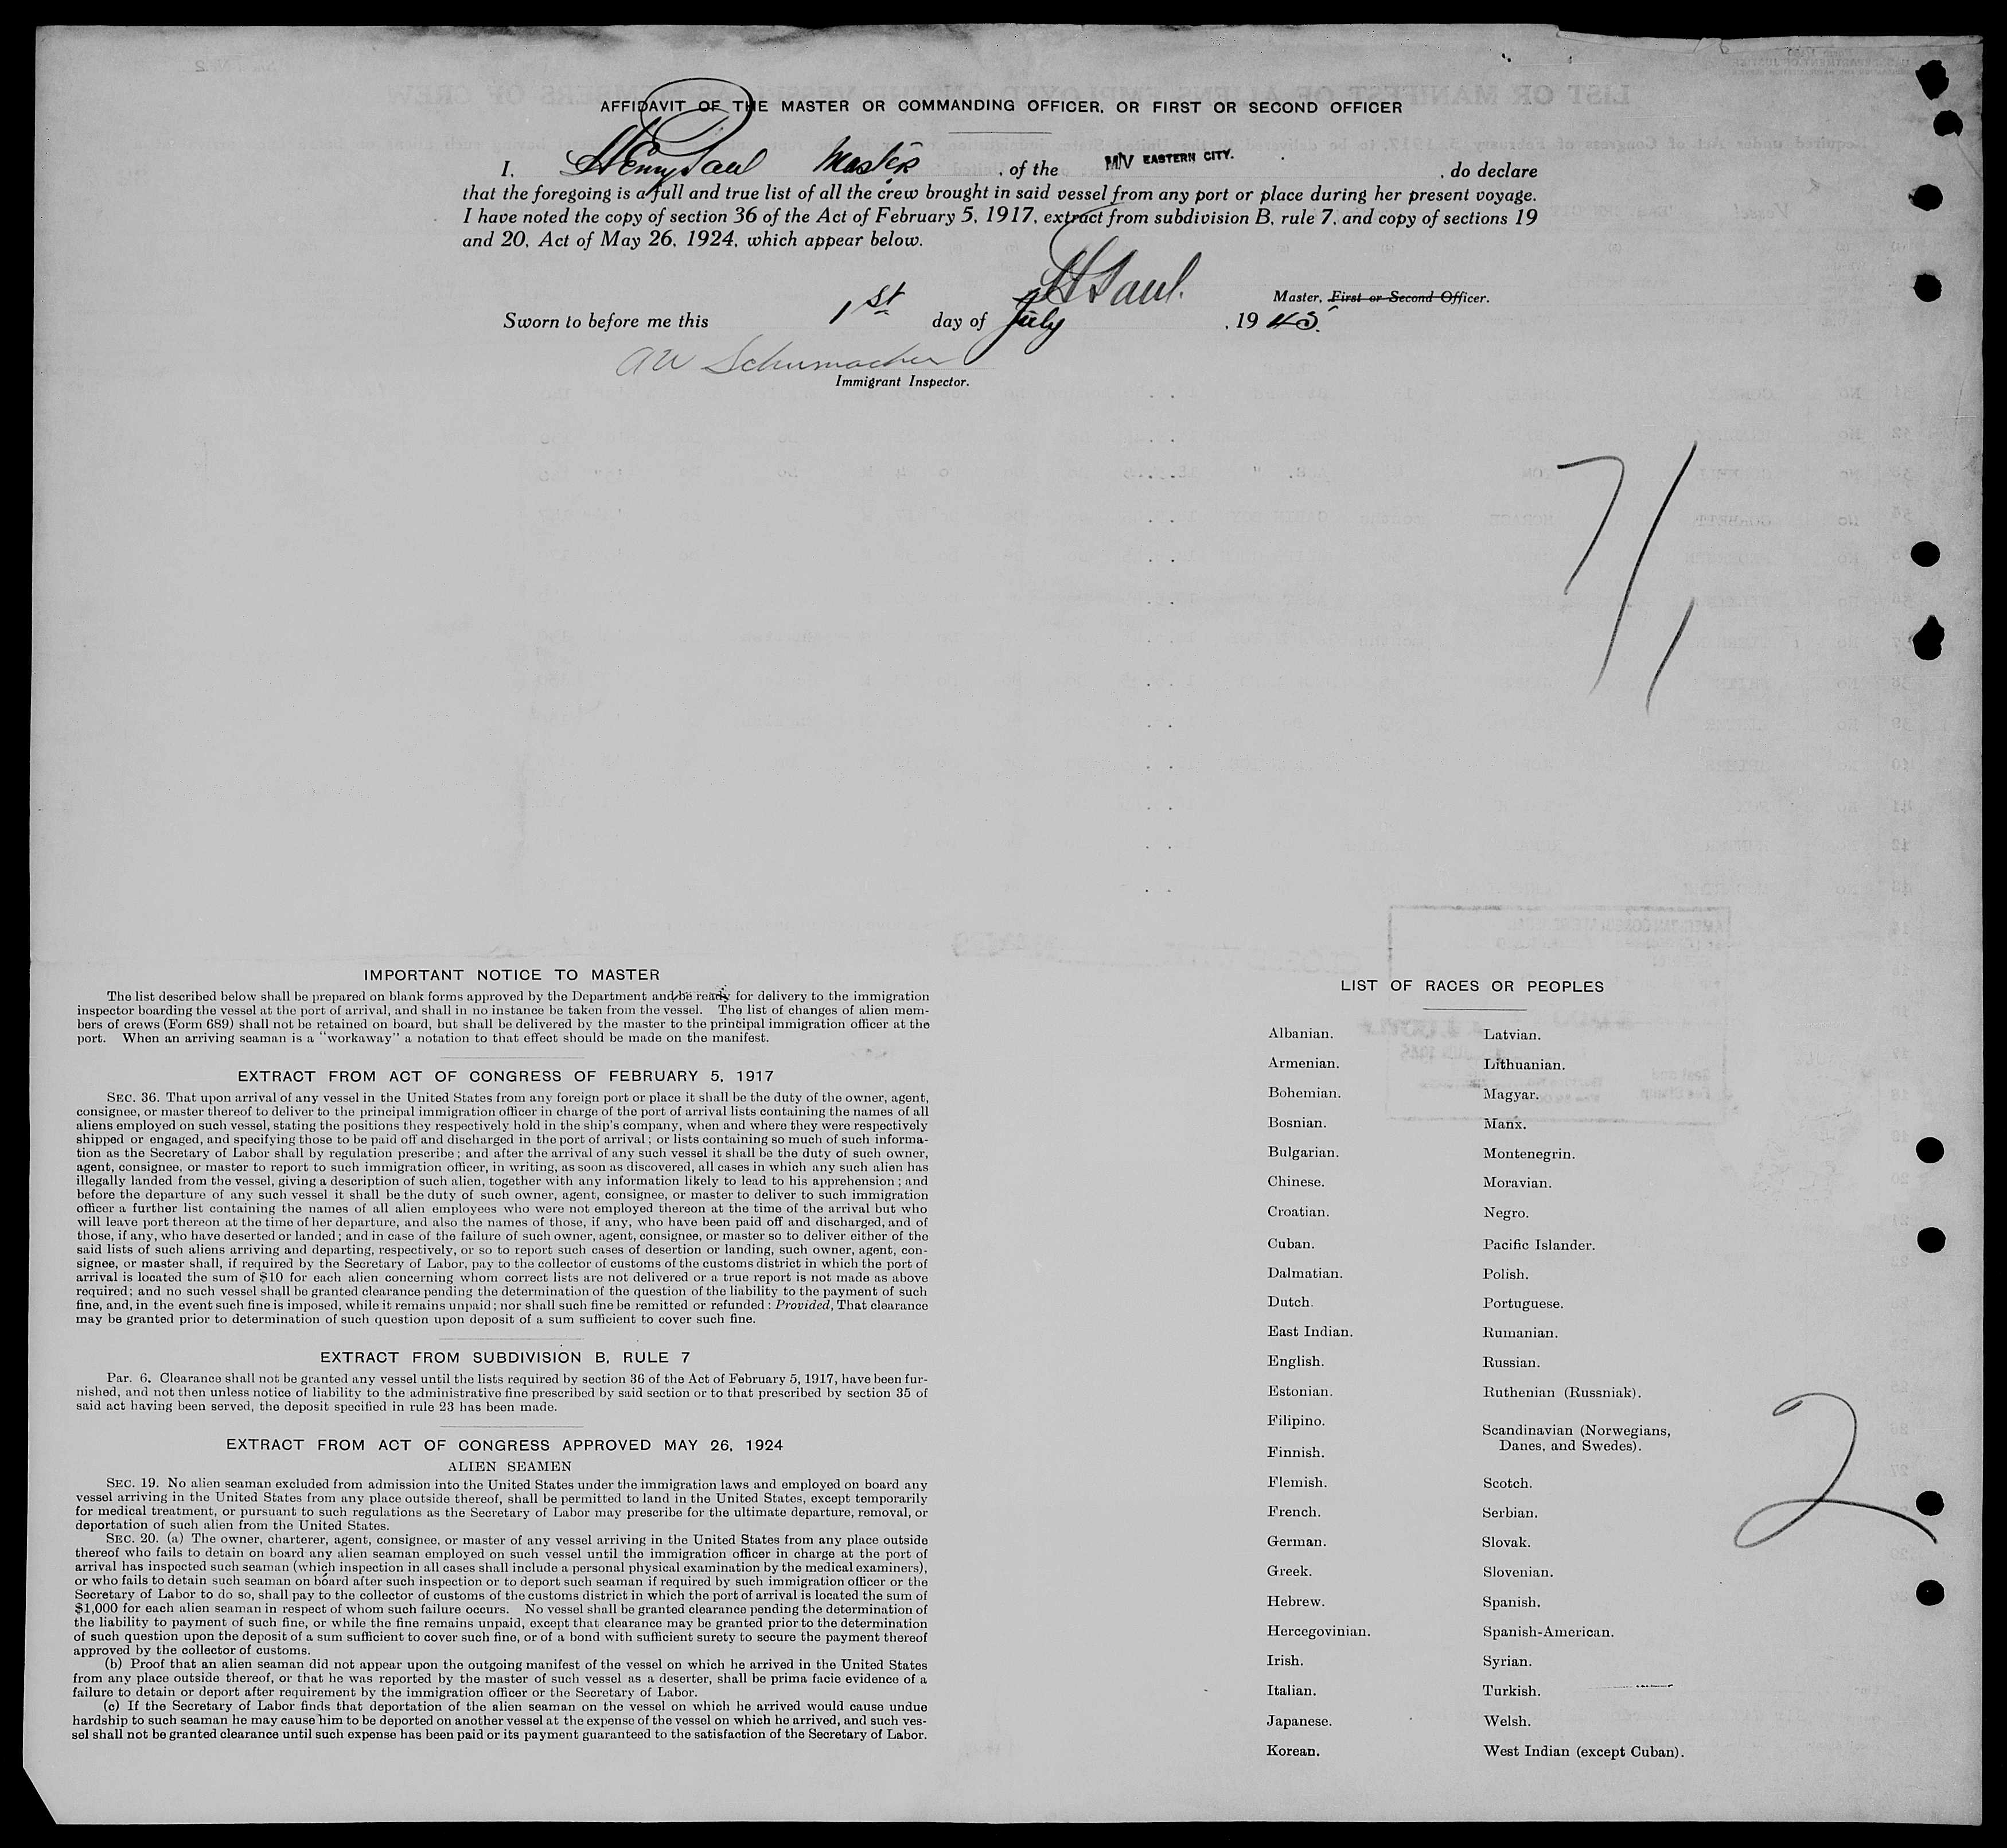 AFFIDAVIT OF THE MASTER OR COMMANDING OFFICER, OR FIRST OR SECOND OFFICER
I, Henry Paul Master, of the M/V EASTERN CITY. , do declare
that the foregoing is a full and true list of all the crew brought in said vessel from any port or place during her present voyage.
I have noted the copy of section 36 of the Act of February 5, 1917, extract from subdivision B, rule 7, and copy of sections 19
and 20, Act of May 26, 1924, which appear below.
H Paul.
Master, First or Second Officer.
Sworn to before me this 1st day of July , 19 45.
A W Schumacher
Immigrant Inspector.
7/1
IMPORTANT NOTICE TO MASTER
The list described below shall be prepared on blank forms approved by the Department and be ready for delivery to the immigration
inspector boarding the vessel at the port of arrival, and shall in no instance be taken from the vessel. The list of changes of alien mem-
bers of crews (Form 689) shall not be retained on board, but shall be delivered by the master to the principal immigration officer at the
port. When an arriving seaman is a "workaway" a notation to that effect should be made on the manifest.
EXTRACT FROM ACT OF CONGRESS OF FEBRUARY 5, 1917
SEC. 36. That upon arrival of any vessel in the United States from any foreign port or place it shall be the duty of the owner, agent,
consignee, or master thereof to deliver to the principal immigration officer in charge of the port of arrival lists containing the names of all
aliens employed on such vessel, stating the positions they respectively hold in the ship's company, when and where they were respectively
shipped or engaged, and specifying those to be paid off and discharged in the port of arrival; or lists containing so much of such informa-
tion as the Secretary of Labor shall by regulation prescribe; and after the arrival of any such vessel it shall be the duty of such owner,
agent, consignee, or master to report to such immigration officer, in writing, as soon as discovered, all cases in which any such alien has
illegally landed from the vessel, giving a description of such alien, together with any information likely to lead to his apprehension; and
before the departure of any such vessel it shall be the duty of such owner, agent, consignee, or master to deliver to such immigration
officer a further list containing the names of all alien employees who were not employed thereon at the time of the arrival but who
will leave port thereon at the time of her departure, and also the names of those, if any, who have been paid off and discharged, and of
those, if any, who have deserted or landed; and in case of the failure of such owner, agent, consignee, or master so to deliver either of the
said lists of such aliens arriving and departing, respectively, or so to report such cases of desertion or landing, such owner, agent, con-
signee, or master shall, if required by the Secretary of Labor, pay to the collector of customs of the customs district in which the port of
arrival is located the sum of $10 for each alien concerning whom correct lists are not delivered or a true report is not made as above
required; and no such vessel shall be granted clearance pending the determination of the question of the liability to the payment of such
fine, and, in the event such fine is imposed, while it remains unpaid; nor shall such fine be remitted or refunded: Provided, That clearance
may be granted prior to determination of such question upon deposit of a sum sufficient to cover such fine.
EXTRACT FROM SUBDIVISION B, RULE 7
Par. 6. Clearance shall not be granted any vessel until the lists required by section 36 of the Act of February 5, 1917, have been fur-
nished, and not then unless notice of liability to the administrative fine prescribed by said section or to that prescribed by section 35 of
said act having been served, the deposit specified in rule 23 has been made.
EXTRACT FROM ACT OF CONGRESS APPROVED MAY 26, 1924
ALIEN SEAMEN
SEC. 19. No alien seaman excluded from admission into the United States under the immigration laws and employed on board any
vessel arriving in the United States from any place outside thereof, shall be permitted to land in the United States, except temporarily
for medical treatment, or pursuant to such regulations as the Secretary of Labor may prescribe for the ultimate departure, removal, or
deportation of such alien from the United States.
SEC. 20. (a) The owner, charterer, agent, consignee, or master of any vessel arriving in the United States from any place outside
thereof who fails to detain on board any alien seaman employed on such vessel until the immigration officer in charge at the port of
arrival has inspected such seaman (which inspection in all cases shall include a personal physical examination by the medical examiners),
or who fails to detain such seaman on board after such inspection or to deport such seaman if required by such immigration officer or the
Secretary of Labor to do so, shall pay to the collector of customs of the customs district in which the port of arrival is located the sum of
$1,000 for each alien seaman in respect of whom such failure occurs. No vessel shall be granted clearance pending the determination of
the liability to payment of such fine, or while the fine remains unpaid, except that clearance may be granted prior to the determination
of such question upon the deposit of a sum sufficient to cover such fine, or of a bond with sufficient surety to secure the payment thereof
approved by the collector of customs.
(b) Proof that an alien seaman did not appear upon the outgoing manifest of the vessel on which he arrived in the United States
from any place outside thereof, or that he was reported by the master of such vessel as a deserter, shall be prima facie evidence of a
failure to detain or deport after requirement by the immigration officer or the Secretary of Labor.
(c) If the Secretary of Labor finds that deportation of the alien seaman on the vessel on which he arrived would cause undue
hardship to such seaman he may cause him to be deported on another vessel at the expense of the vessel on which he arrived, and such ves-
sel shall not be granted clearance until such expense has been paid or its payment guaranteed to the satisfaction of the Secretary of Labor.
LIST OF RACES OR PEOPLES
Albanian.
Armenian.
Bohemian.
Bosnian.
Bulgarian.
Chinese.
Croatian.
Cuban.
Dalmatian.
Dutch.
East Indian.
English.
Estonian.
Filipino.
Finnish.
Flemish.
French.
German.
Greek.
Hebrew.
Hercegovinian.
Irish.
Italian.
Japanese.
Korean.
Latvian.
Lithuanian.
Magyar.
Manx.
Montenegrin.
Moravian.
Negro.
Pacific Islander.
Polish.
Portuguese.
Rumanian.
Russian.
Ruthenian (Russniak).
Scandinavian (Norwegians,
Danes, and Swedes).
Scotch.
Serbian.
Slovak.
Slovenian.
Spanish.
Spanish-American.
Syrian.
Turkish.
Welsh.
West Indian (except Cuban).
2